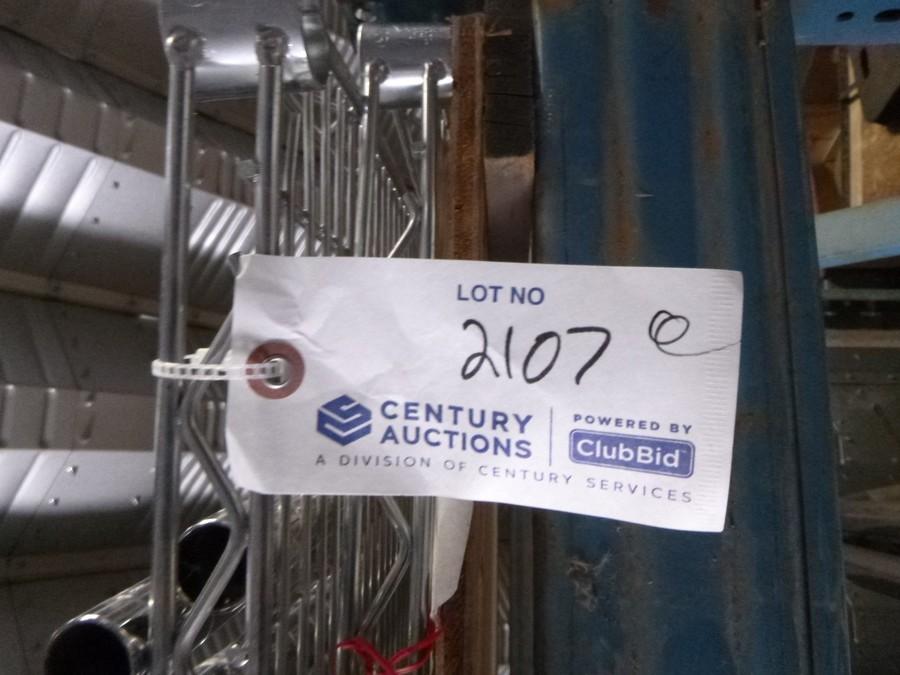 LOT NO
2107
CENTURY
AUCTIONS
A DIVISION OF CENTURY SERVICES
POWERED BY
ClubBid